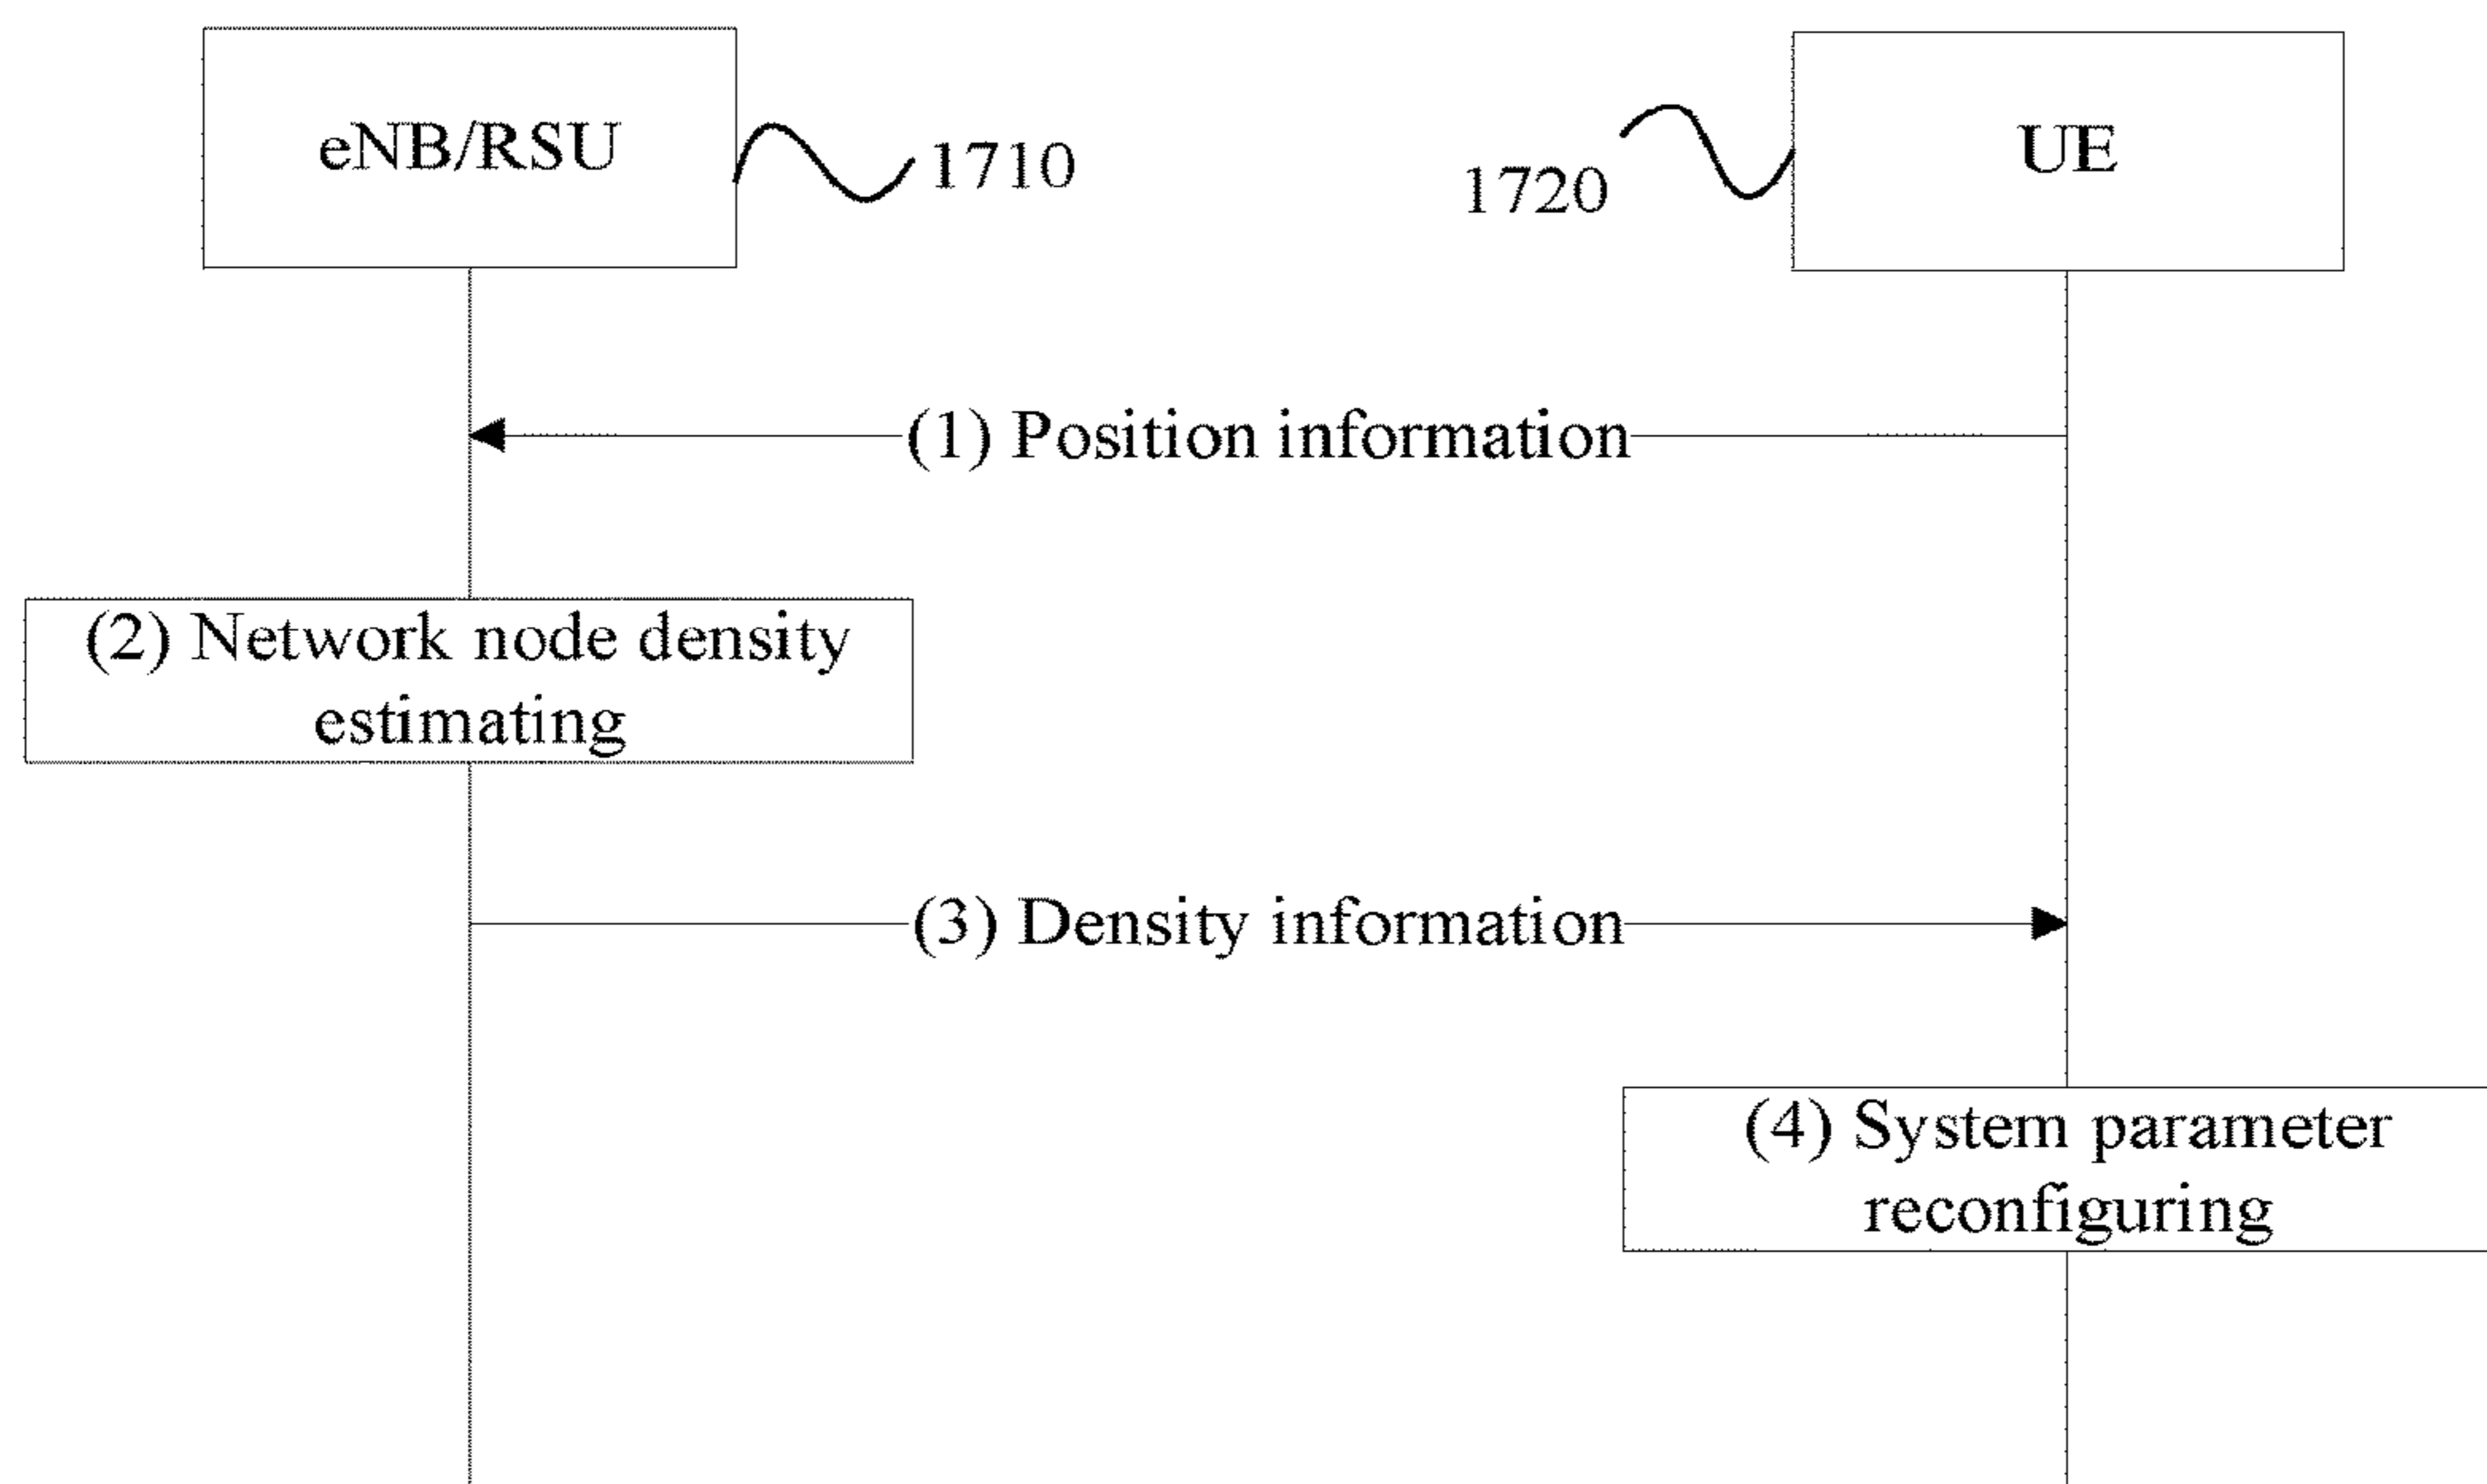 eNB/RSU
1710
1720
UE
(1) Position information
(2) Network node density
estimating
(3) Density information
(4) System parameter
reconfiguring